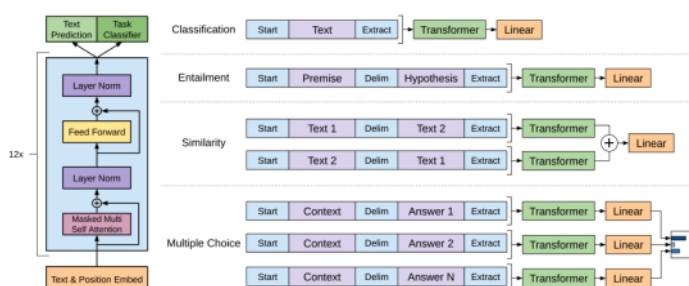 Text Prediction
Task Classifier
12x
Layer Norm
Feed Forward
Layer Norm
Masked Multi
Self Attention
Text & Position Embed
Classification
Start Text Extract Transformer Linear
Entailment
Start Premise Delim Hypothesis Extract Transformer Linear
Similarity
Start Text 1 Delim Text 2 Extract Transformer
Start Text 2 Delim Text 1 Extract Transformer
Linear
Multiple Choice
Start Context Delim Answer 1 Extract Transformer Linear
Start Context Delim Answer 2 Extract Transformer Linear
Start Context Delim Answer N Extract Transformer Linear